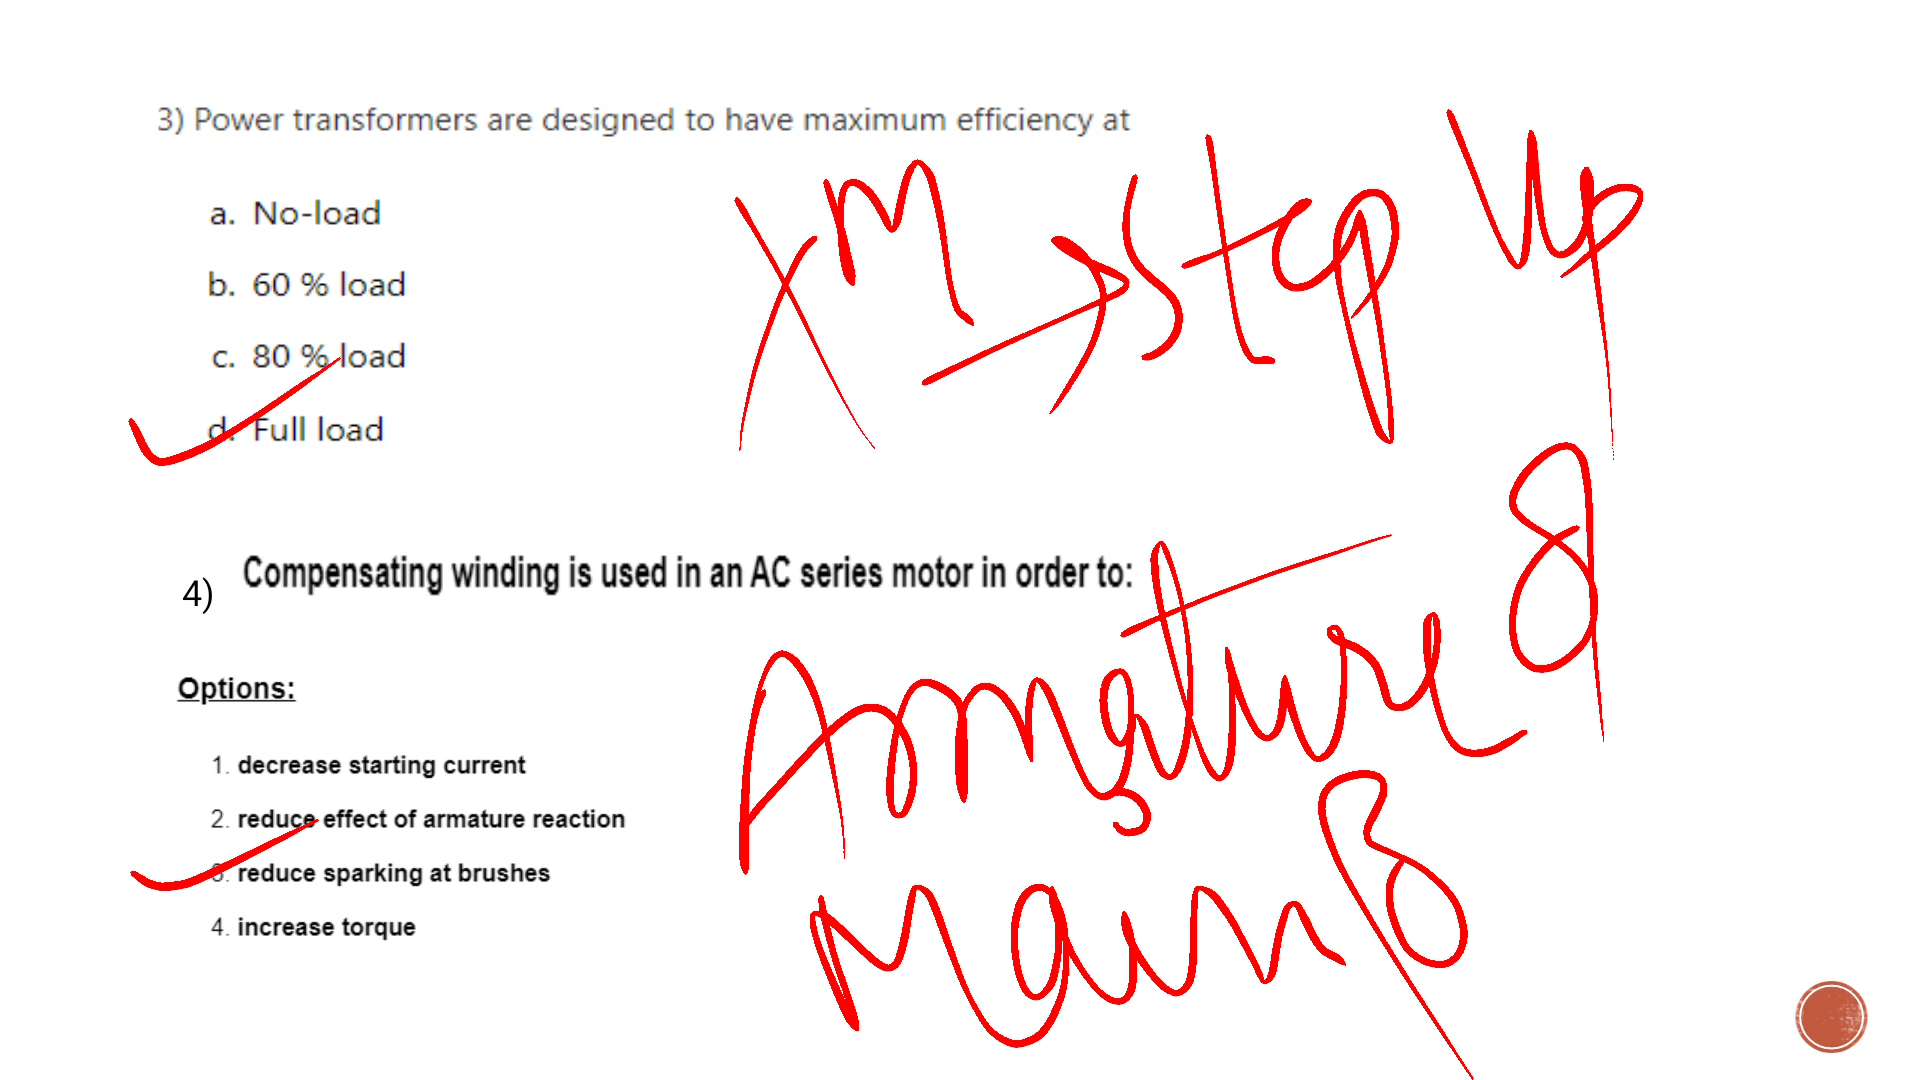 3) Power transformers are designed to have maximum efficiency at
a. No-load
b. 60 % load
c. 80 % load
d. Full load
Xm → Step Up
4) Compensating winding is used in an AC series motor in order to:
Options:
1. decrease starting current
2. reduce effect of armature reaction
3. reduce sparking at brushes
4. increase torque
Armature
Main